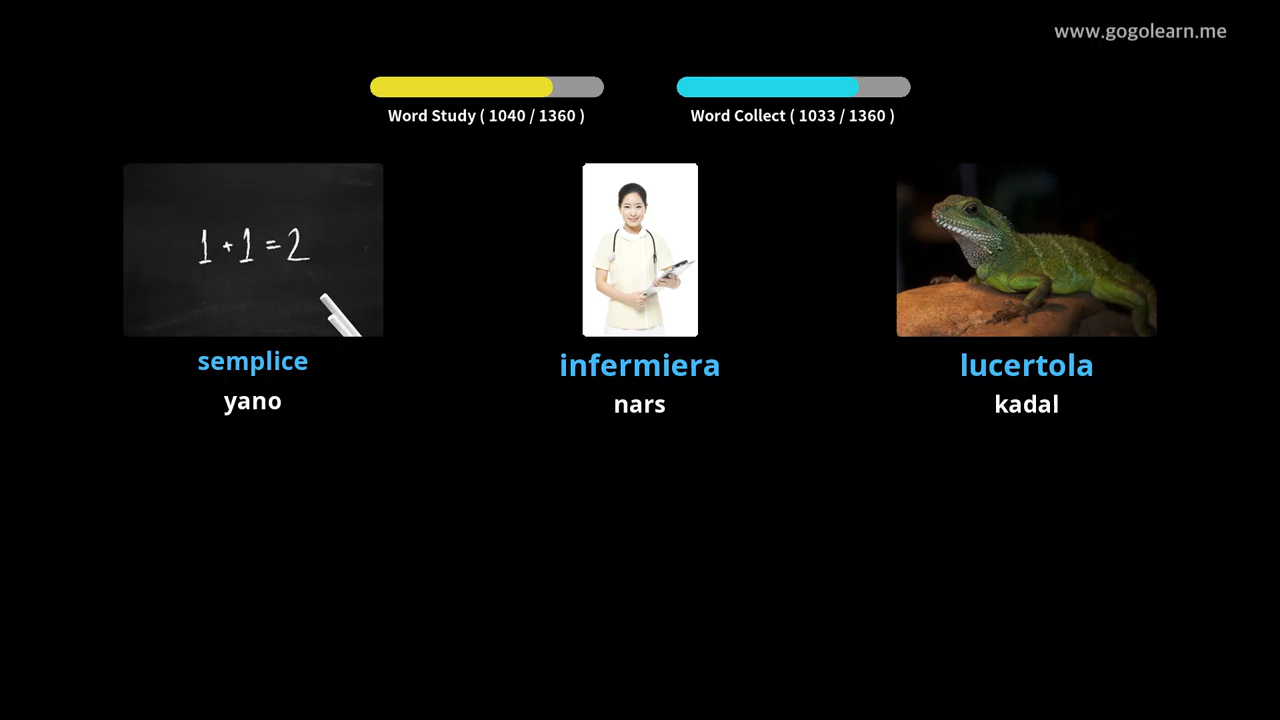 www.gogolearn.me
Word Study ( 1040 / 1360 )
Word Collect ( 1033 / 1360 )
1 + 1 = 2
semplice
yano
infermiera
nars
lucertola
kadal